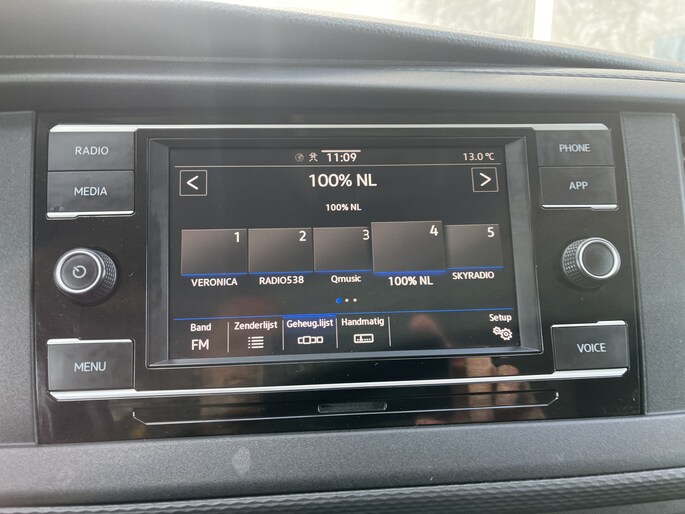 RADIO
MEDIA
MENU
11:09
13.0 °C
<
100% NL
>
100% NL
1
2
3
4
5
VERONICA
RADIO538
Qmusic
100% NL
SKYRADIO
Band
FM
Zenderlijst
Geheug.lijst
Handmatig
Setup
PHONE
APP
VOICE